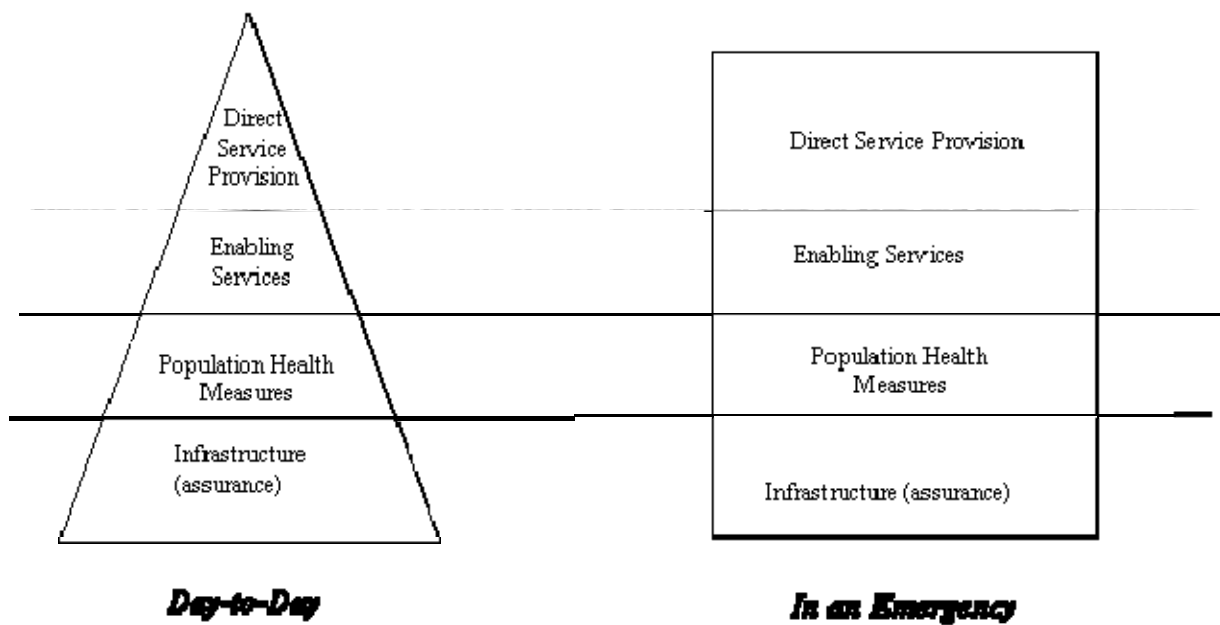 Direct
Service
Provision
Enabling
Services
Population Health
Measures
Infrastructure
(assurance)
Day-to-Day
Direct Service Provision
Enabling Services
Population Health
Measures
Infrastructure (assurance)
In an Emergency